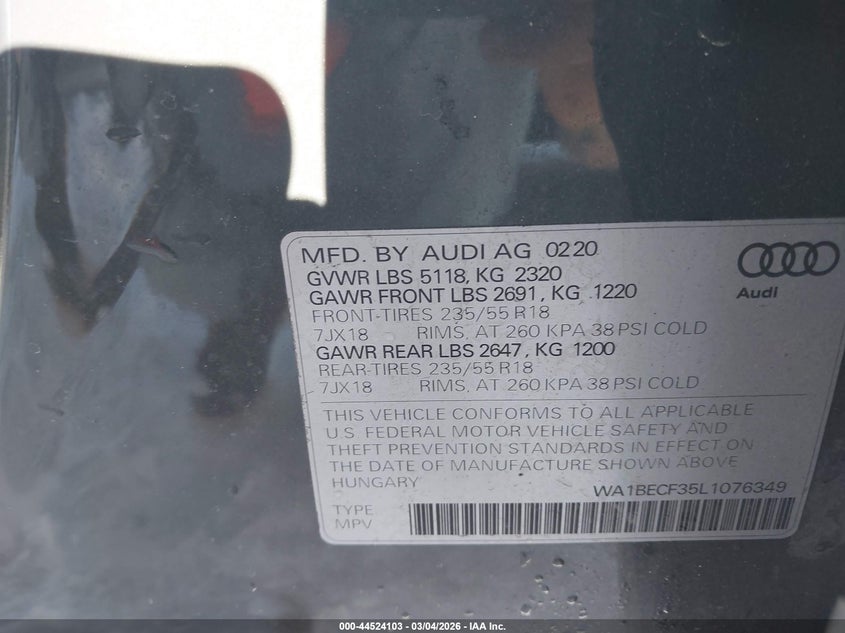 MFD. BY AUDI AG 02 20
GVWR LBS 5118, KG 2320
GAWR FRONT LBS 2691, KG 1220
FRONT-TIRES 235/55 R18
7JX18 RIMS, AT 260 KPA 38 PSI COLD
GAWR REAR LBS 2647, KG 1200
REAR-TIRES 235/55 R18
7JX18 RIMS, AT 260 KPA 38 PSI COLD
Audi
THIS VEHICLE CONFORMS TO ALL APPLICABLE
U.S. FEDERAL MOTOR VEHICLE SAFETY AND
THEFT PREVENTION STANDARDS IN EFFECT ON
THE DATE OF MANUFACTURE SHOWN ABOVE
HUNGARY
WA1BECF35L1076349
TYPE
MPV
000-44524103 - 03/04/2026 - IAA Inc.